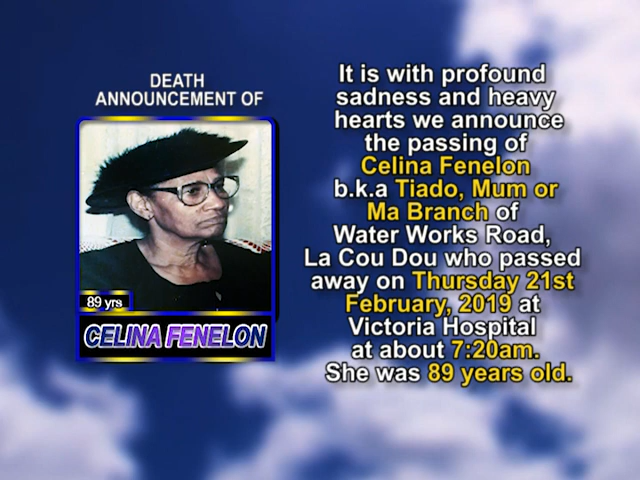 DEATH
ANNOUNCEMENT OF
89 yrs
CELINA FENELON
It is with profound
sadness and heavy
hearts we announce
the passing of
Celina Fenelon
b.k.a Tiado, Mum or
Ma Branch of
Water Works Road,
La Cou Dou who passed
away on Thursday 21st
February, 2019 at
Victoria Hospital
at about 7:20am.
She was 89 years old.